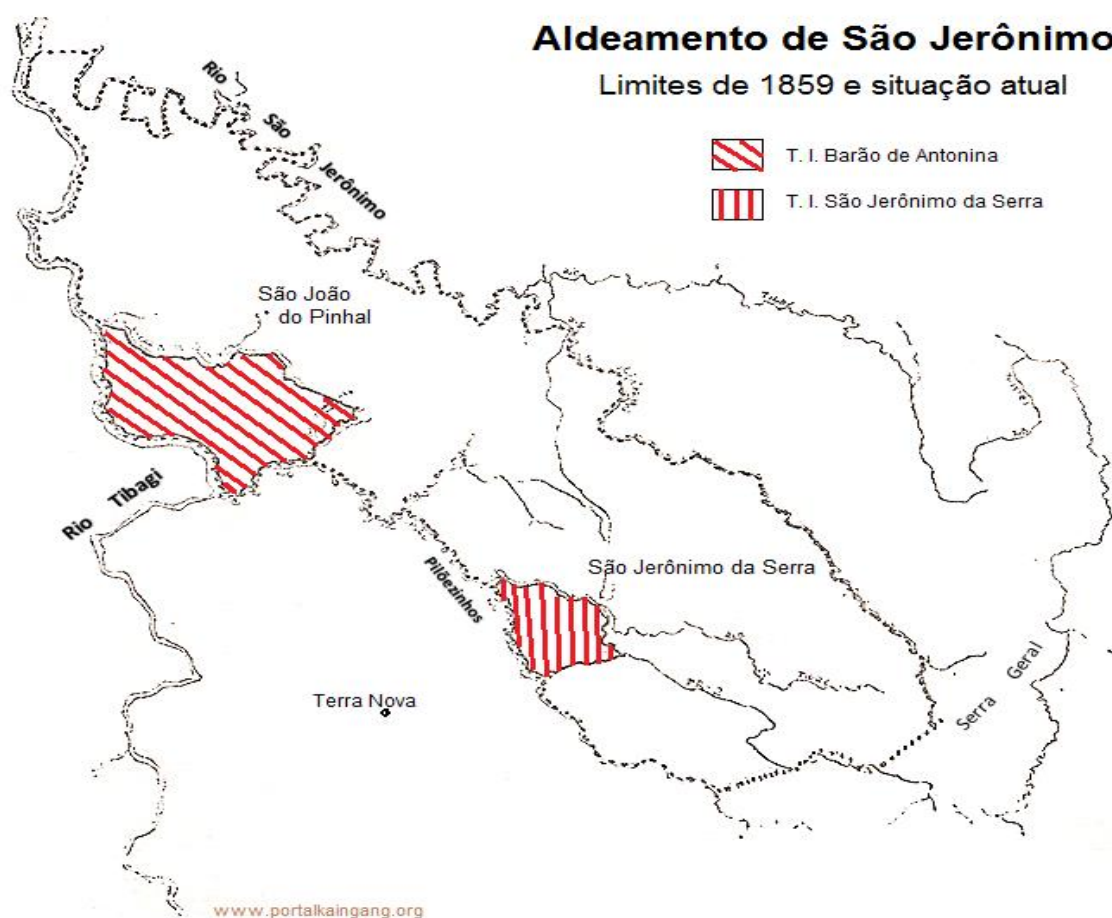 Aldeamento de São Jerônimo
Limites de 1859 e situação atual
T. I. Barão de Antonina
T. I. São Jerônimo da Serra
Rio São Jerônimo
São João
do Pinhal
Rio Tibagi
Pilõezinhos
São Jerônimo da Serra
Serra Geral
Terra Nova
www.portalkaingang.org